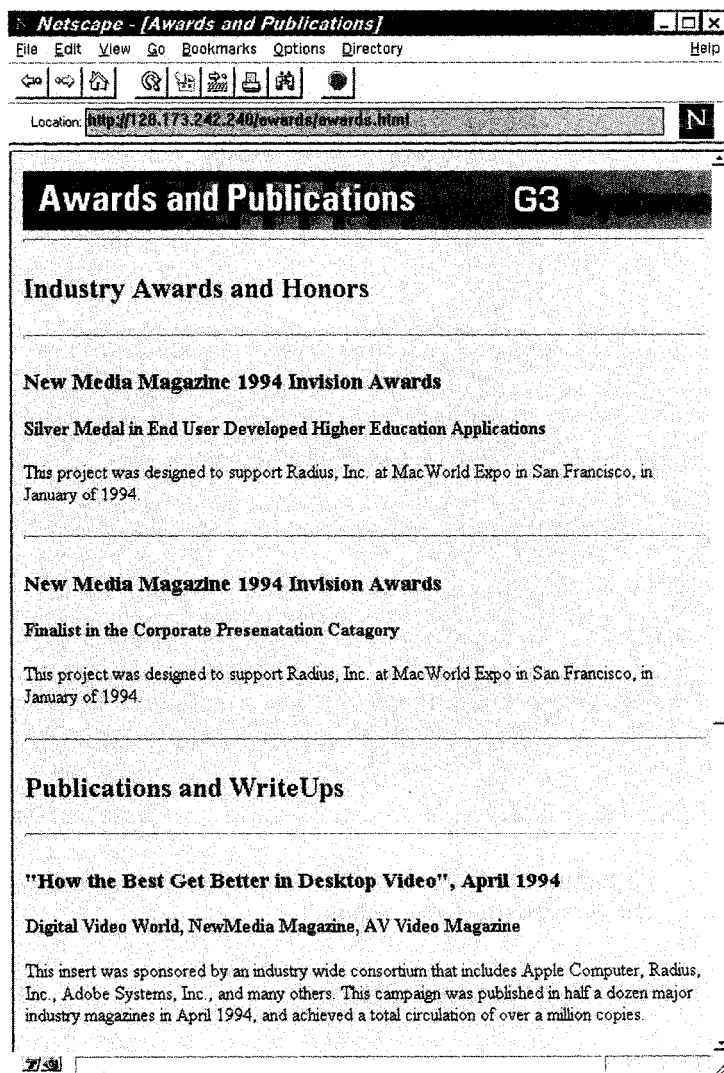 Netscape - [Awards and Publications]
File Edit View Go Bookmarks Options Directory Help
Location: http://128.173.242.240/awards/awards.html
N
Awards and Publications G3
Industry Awards and Honors
New Media Magazine 1994 Invision Awards
Silver Medal in End User Developed Higher Education Applications
This project was designed to support Radius, Inc. at MacWorld Expo in San Francisco, in
January of 1994.
New Media Magazine 1994 Invision Awards
Finalist in the Corporate Presenatation Catagory
This project was designed to support Radius, Inc. at MacWorld Expo in San Francisco, in
January of 1994.
Publications and WriteUps
"How the Best Get Better in Desktop Video", April 1994
Digital Video World, NewMedia Magazine, AV Video Magazine
This insert was sponsored by an industry wide consortium that includes Apple Computer, Radius,
Inc., Adobe Systems, Inc., and many others. This campaign was published in half a dozen major
industry magazines in April 1994, and achieved a total circulation of over a million copies.